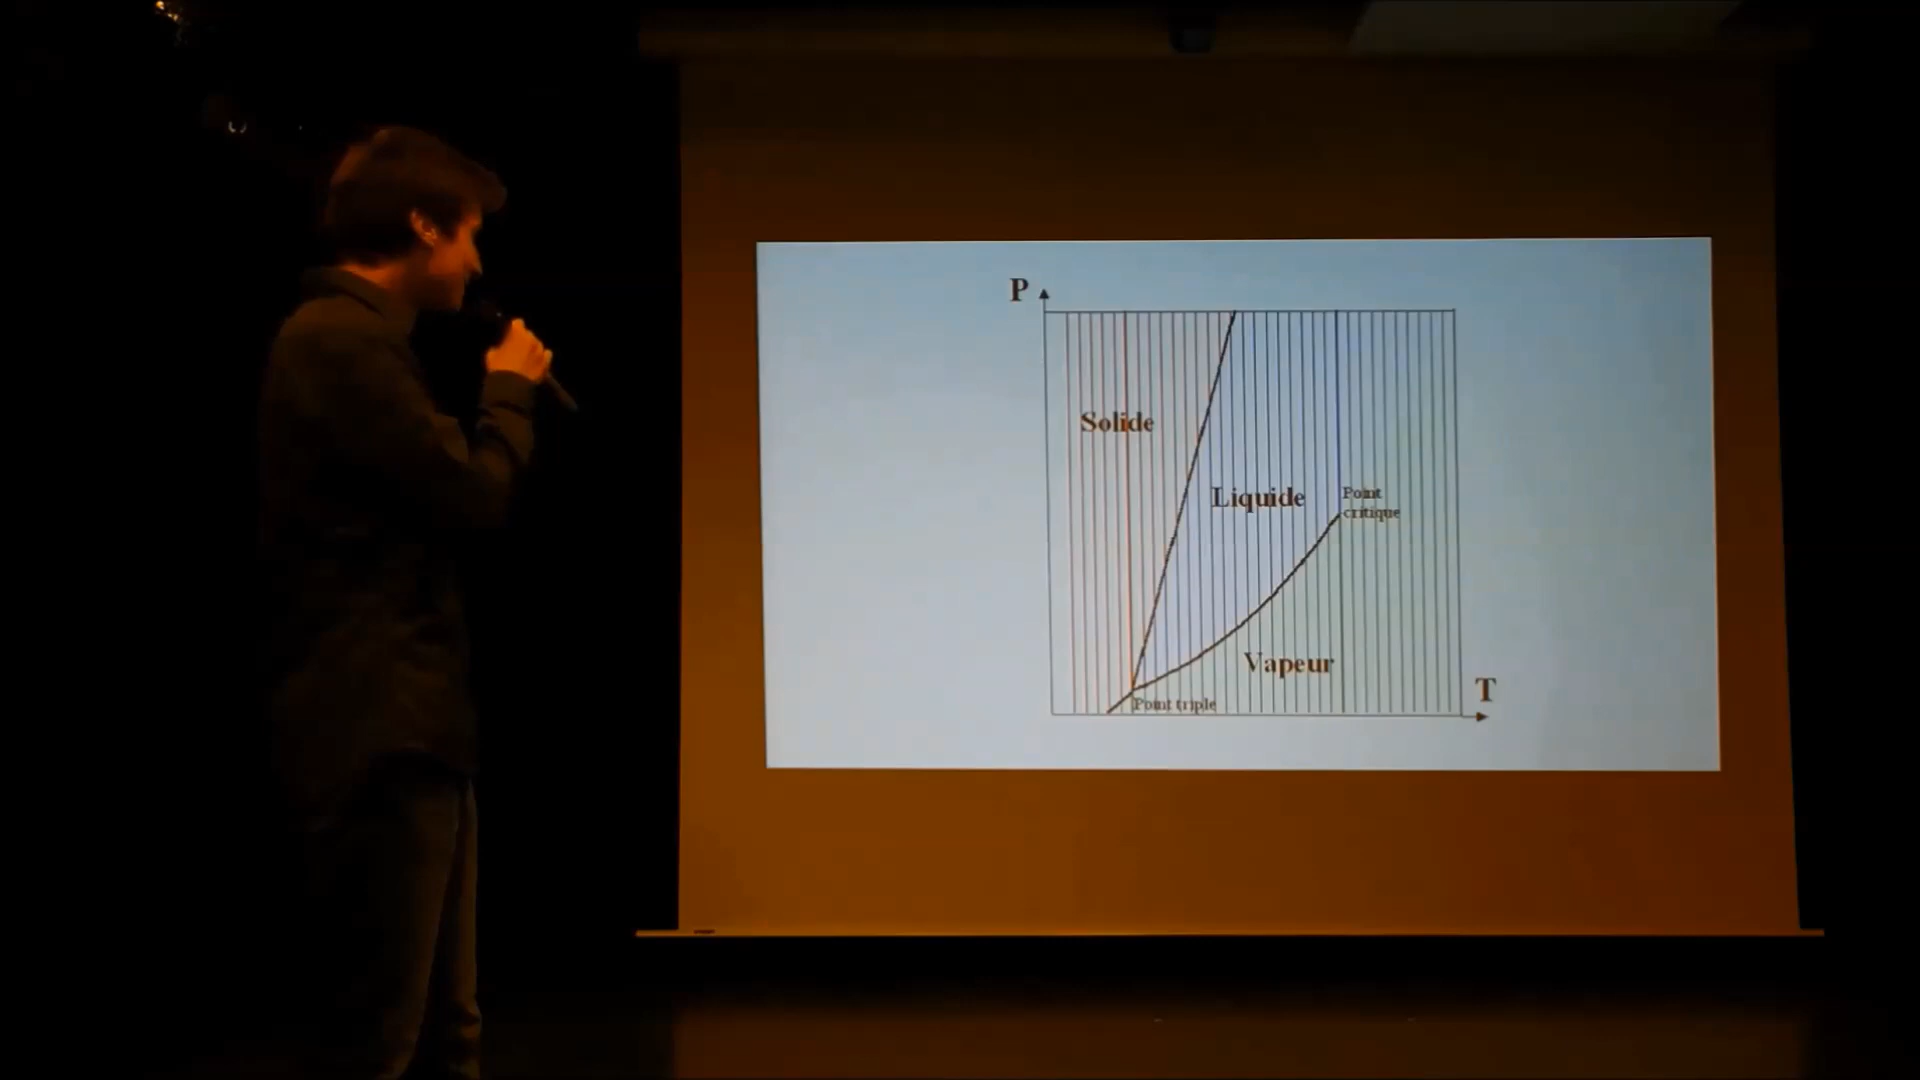 P
Solide
Liquide
Point
critique
Vapeur
T
Point triple